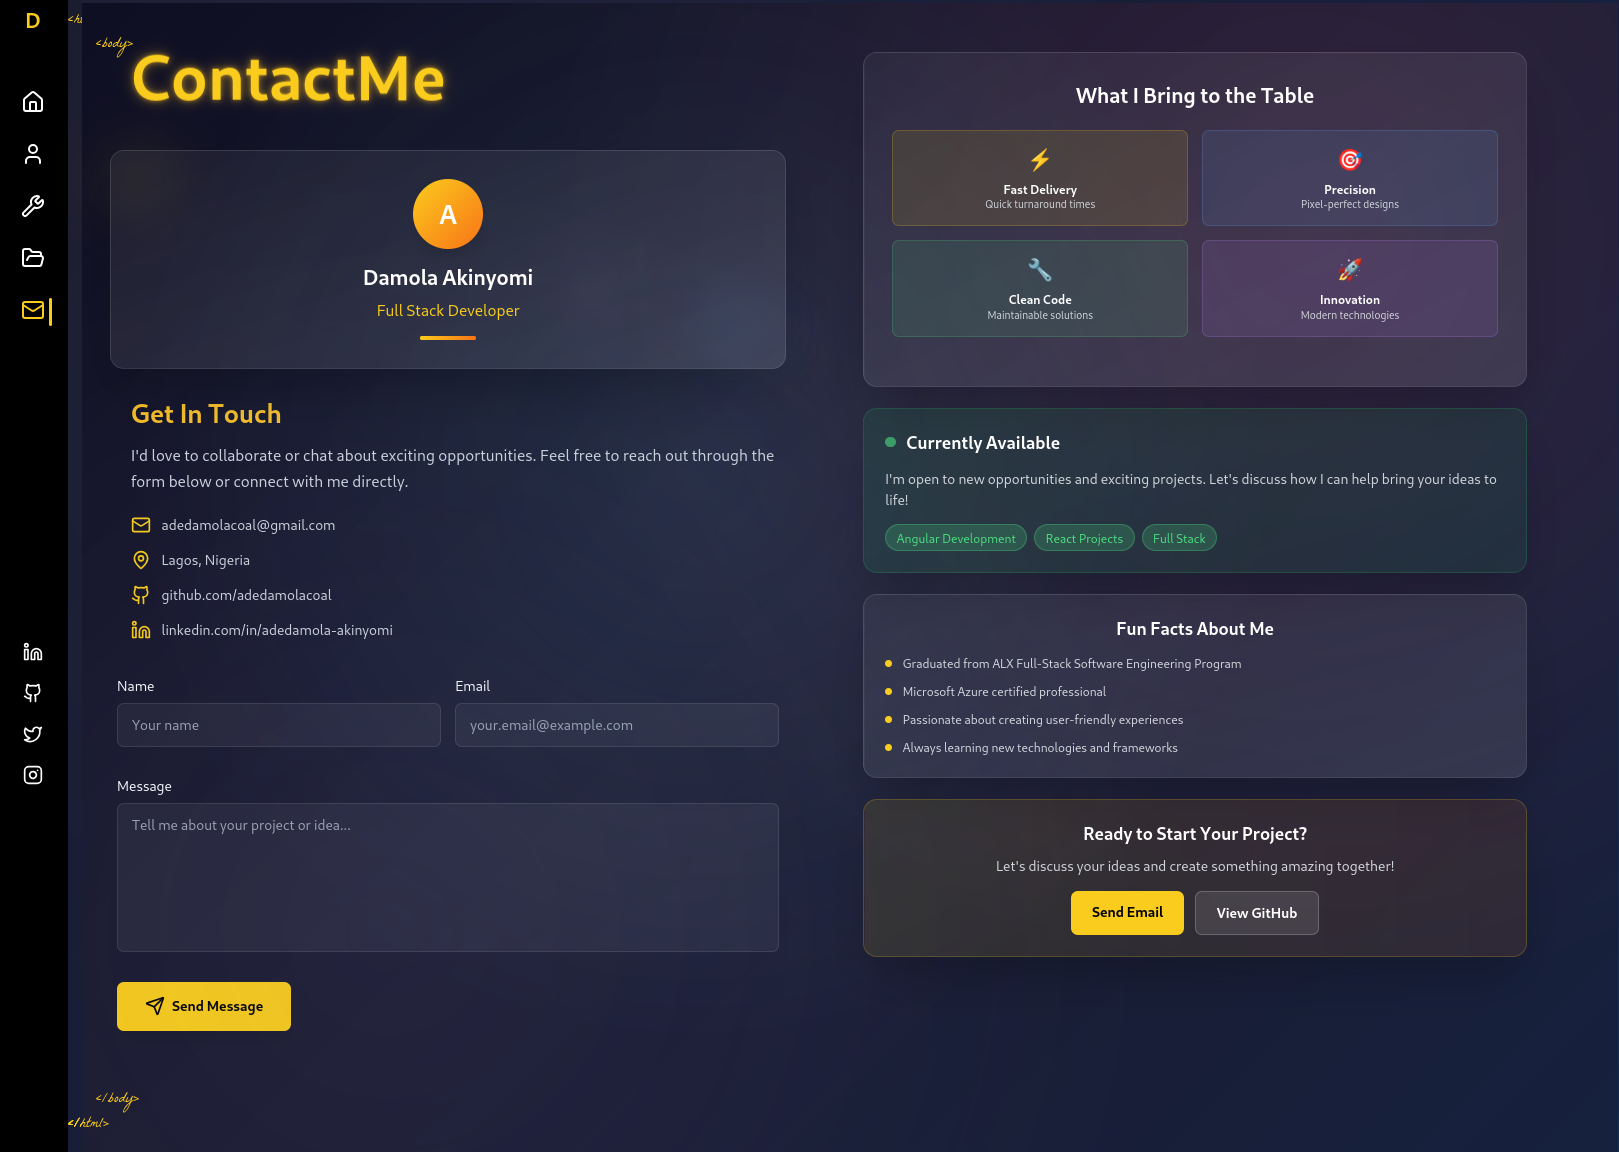 D
<body>
ContactMe
A
Damola Akinyomi
Full Stack Developer
Get In Touch
I'd love to collaborate or chat about exciting opportunities. Feel free to reach out through the
form below or connect with me directly.
adedamolacoal@gmail.com
Lagos, Nigeria
github.com/adedamolacoal
linkedin.com/in/adedamola-akinyomi
Name
Email
Your name
your.email@example.com
Message
Tell me about your project or idea...
Send Message
</body>
</html>
What I Bring to the Table
Fast Delivery
Quick turnaround times
Precision
Pixel-perfect designs
Clean Code
Maintainable solutions
Innovation
Modern technologies
Currently Available
I'm open to new opportunities and exciting projects. Let's discuss how I can help bring your ideas to
life!
Angular Development
React Projects
Full Stack
Fun Facts About Me
Graduated from ALX Full-Stack Software Engineering Program
Microsoft Azure certified professional
Passionate about creating user-friendly experiences
Always learning new technologies and frameworks
Ready to Start Your Project?
Let's discuss your ideas and create something amazing together!
Send Email
View GitHub